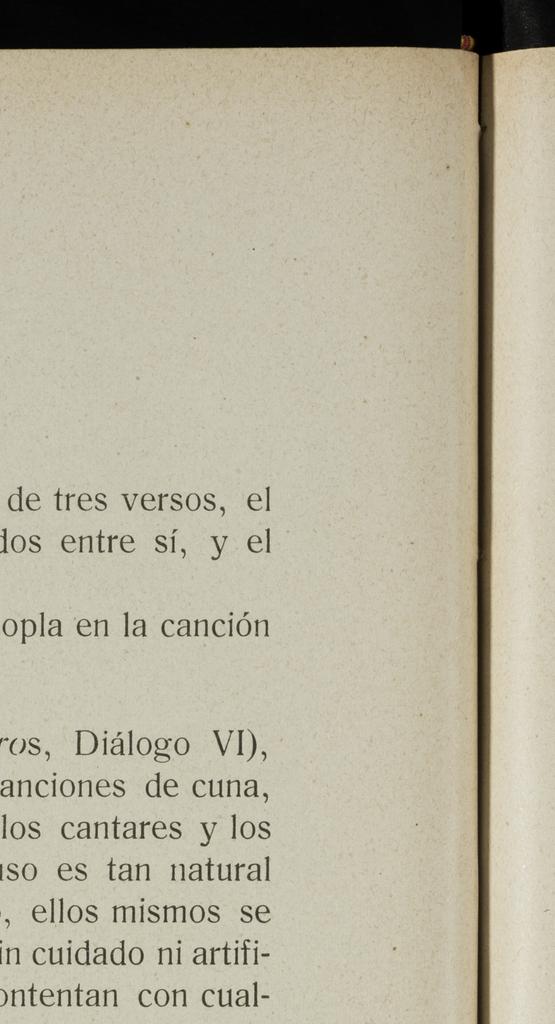 de tres versos, el
dos entre sí, y el
opla en la canción
ros, Diálogo VI),
anciones de cuna,
los cantares y los
uso es tan natural
, ellos mismos se
in cuidado ni artifi-
ontentan con cual-